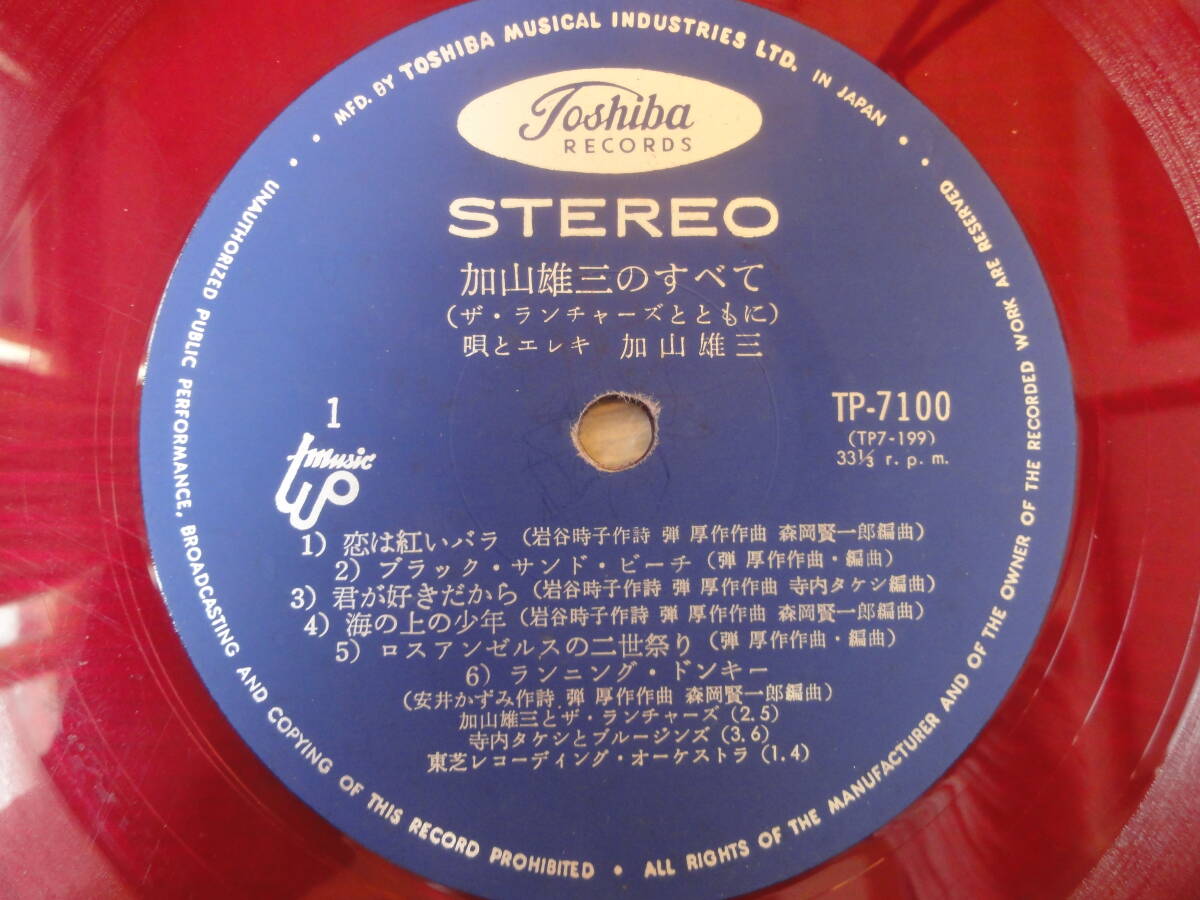 MFD. BY TOSHIBA MUSICAL INDUSTRIES LTD. IN JAPAN
Toshiba
RECORDS
STEREO
加山雄三のすべて
(ザ・ランチャーズとともに)
唄とエレキ 加山雄三
1
music
TP-7100
(TP7-199)
33⅓ r.p.m.
1) 恋は紅いバラ (岩谷時子作詩 弾 厚作作曲 森岡賢一郎編曲)
2) ブラック・サンド・ビーチ (弾 厚作作曲・編曲)
3) 君が好きだから (岩谷時子作詩 弾 厚作作曲 寺内タケシ編曲)
4) 海の上の少年 (岩谷時子作詩 弾 厚作作曲 森岡賢一郎編曲)
5) ロスアンゼルスの二世祭り (弾 厚作作曲・編曲)
6) ランニング・ドンキー
(安井かずみ作詩 弾 厚作作曲 森岡賢一郎編曲)
加山雄三とザ・ランチャーズ (2.5)
寺内タケシとブルージンズ (3.6)
東芝レコーディング・オーケストラ (1.4)
UNAUTHORIZED PUBLIC PERFORMANCE, BROADCASTING AND COPYING OF THIS RECORD PROHIBITED • ALL RIGHTS OF THE MANUFACTURER AND OF THE OWNER OF THE RECORDED WORK ARE RESERVED